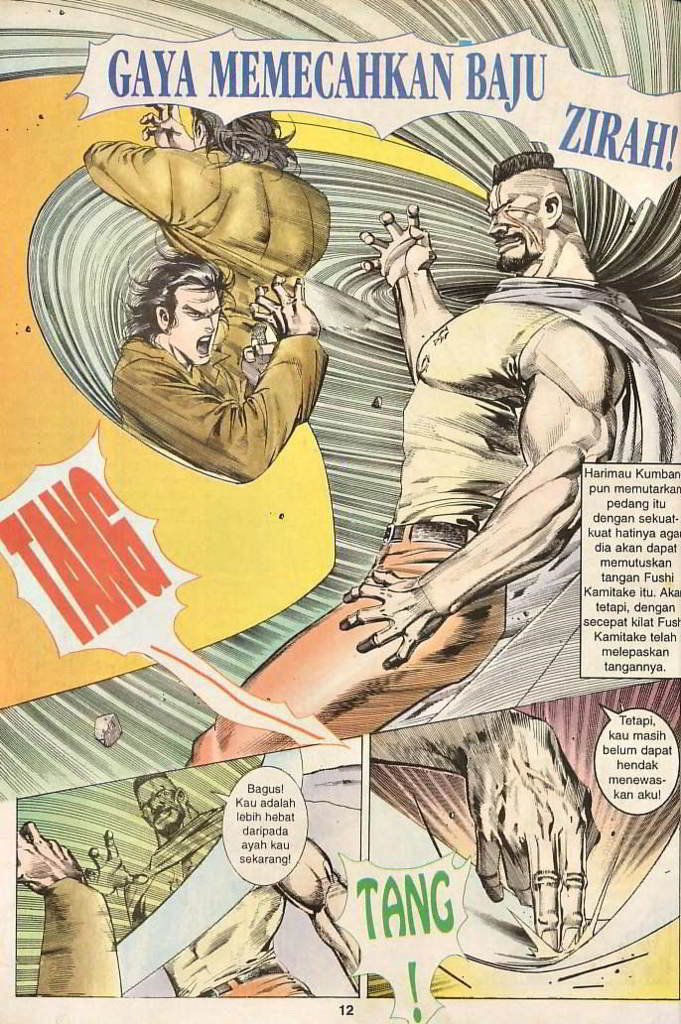 GAYA MEMECAHKAN BAJU
ZIRAH!
TANG
Harimau Kumbang
pun memutarkan
pedang itu
dengan sekuat-
kuat hatinya agar
dia akan dapat
memutuskan
tangan Fushi
Kamitake itu. Akan
tetapi, dengan
secepat kilat Fushi
Kamitake telah
melepaskan
tangannya.
Bagus!
Kau adalah
lebih hebat
daripada
ayah kau
sekarang!
Tetapi,
kau masih
belum dapat
hendak
menewas-
kan aku!
TANG
!
12